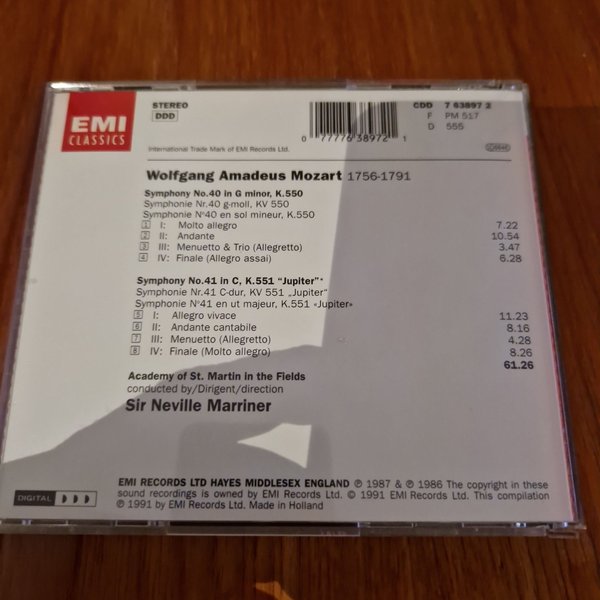 EMI
CLASSICS
STEREO
DDD
International Trade Mark of EMI Records Ltd.
0 77776 38972 1
CDD 7 63897 2
F PM 517
D 555
Wolfgang Amadeus Mozart 1756-1791
Symphony No.40 in G minor, K.550
Symphonie Nr.40 g-moll, KV 550
Symphonie N°40 en sol mineur, K.550
1 I: Molto allegro 7.22
2 II: Andante 10.54
3 III: Menuetto & Trio (Allegretto) 3.47
4 IV: Finale (Allegro assai) 6.28
Symphony No.41 in C, K.551 "Jupiter"*
Symphonie Nr.41 C-dur, KV 551 „Jupiter"
Symphonie N°41 en ut majeur, K.551 «Jupiter»
5 I: Allegro vivace 11.23
6 II: Andante cantabile 8.16
7 III: Menuetto (Allegretto) 4.28
8 IV: Finale (Molto allegro) 8.26
61.26
Academy of St. Martin in the Fields
conducted by/Dirigent/direction
Sir Neville Marriner
DIGITAL DDD
EMI RECORDS LTD HAYES MIDDLESEX ENGLAND ℗ 1987 & ℗ 1986 The copyright in these
sound recordings is owned by EMI Records Ltd. © 1991 EMI Records Ltd. This compilation
℗ 1991 by EMI Records Ltd. Made in Holland